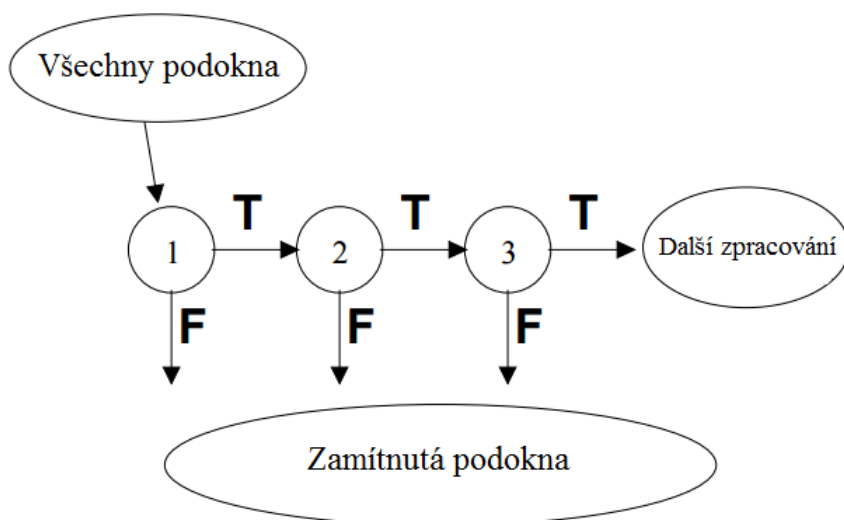 Všechny podokna
T
T
T
1
2
3
Další zpracování
F
F
F
Zamítnutá podokna